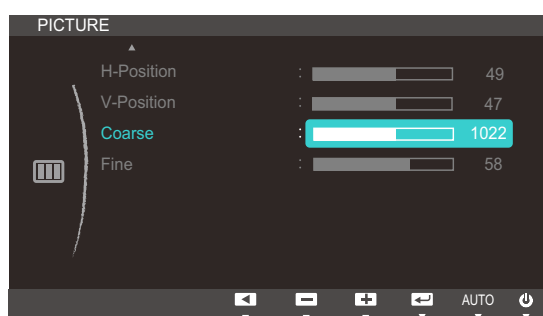 PICTURE
H-Position : 49
V-Position : 47
Coarse : 1022
Fine : 58
AUTO